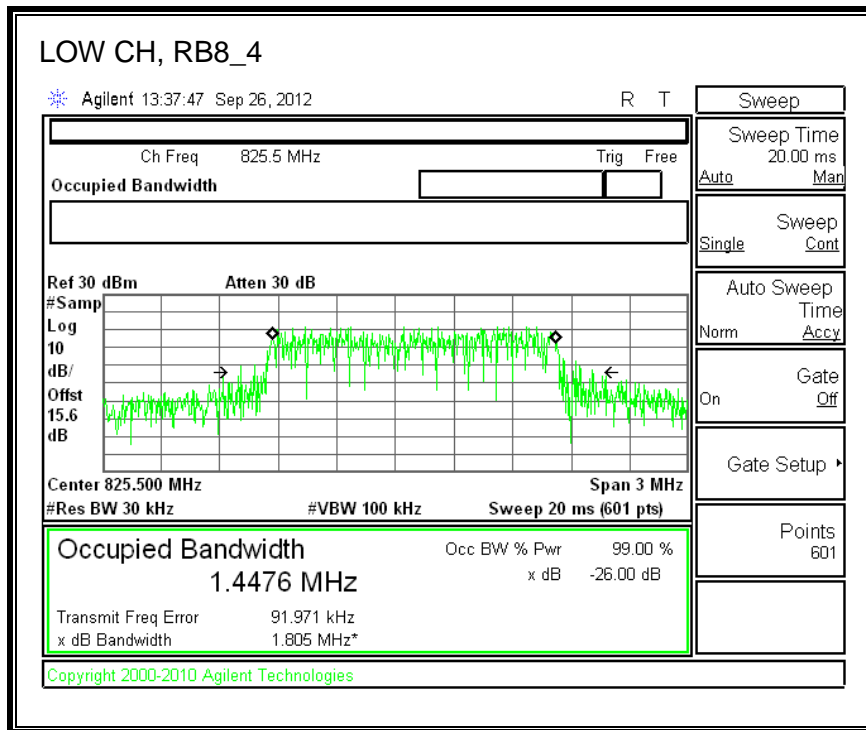 LOW CH, RB8_4
Agilent 13:37:47 Sep 26, 2012 R T
Ch Freq 825.5 MHz Trig Free
Occupied Bandwidth
Ref 30 dBm Atten 30 dB
#Samp
Log
10
dB/
Offst
15.6
dB
Center 825.500 MHz Span 3 MHz
#Res BW 30 kHz #VBW 100 kHz Sweep 20 ms (601 pts)
Occupied Bandwidth Occ BW % Pwr 99.00 %
1.4476 MHz x dB -26.00 dB
Transmit Freq Error 91.971 kHz
x dB Bandwidth 1.805 MHz*
Copyright 2000-2010 Agilent Technologies
Sweep
Sweep Time
20.00 ms
Auto Man
Sweep
Single Cont
Auto Sweep
Time
Norm Accy
Gate
On Off
Gate Setup
Points
601